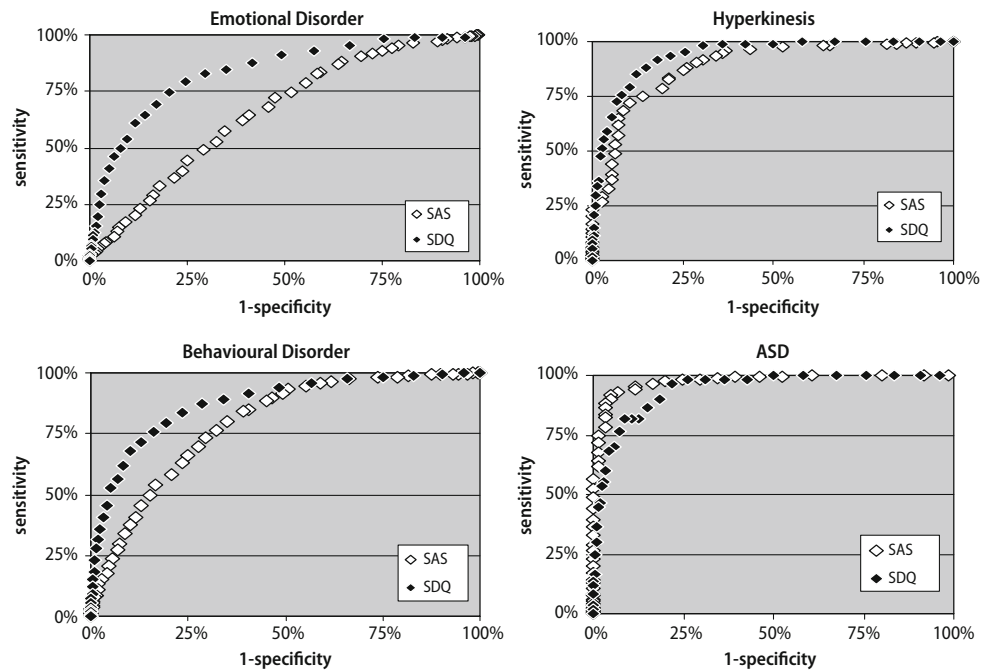 Emotional Disorder
100%
75%
50%
25%
0%
sensitivity
SAS
SDQ
0% 25% 50% 75% 100%
1-specificity
Hyperkinesis
100%
75%
50%
25%
0%
sensitivity
SAS
SDQ
0% 25% 50% 75% 100%
1-specificity
Behavioural Disorder
100%
75%
50%
25%
0%
sensitivity
SAS
SDQ
0% 25% 50% 75% 100%
1-specificity
ASD
100%
75%
50%
25%
0%
sensitivity
SAS
SDQ
0% 25% 50% 75% 100%
1-specificity